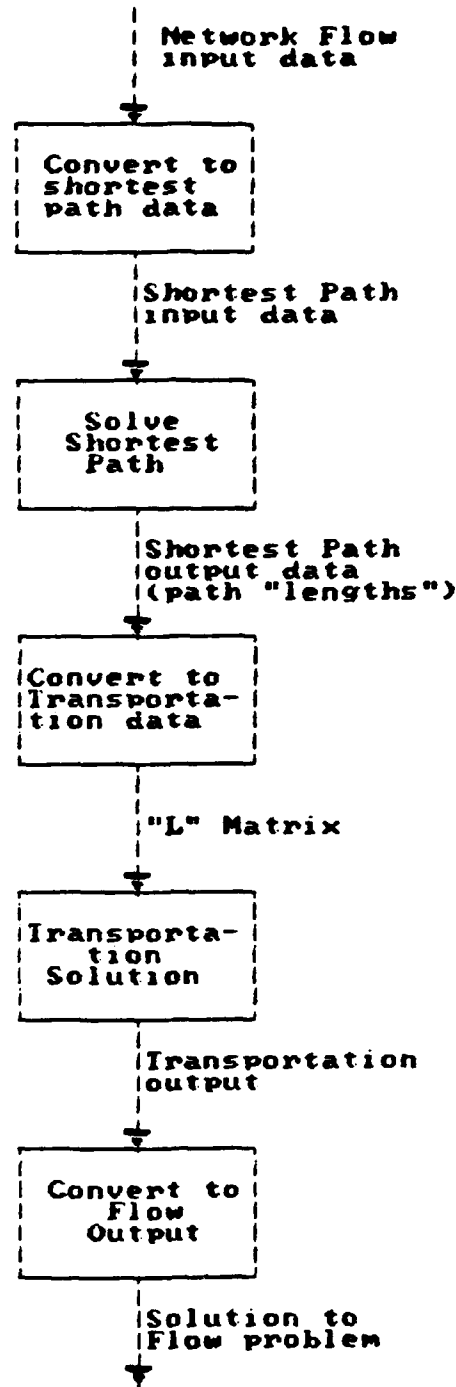 Network Flow
input data
Convert to
shortest
path data
Shortest Path
input data
Solve
Shortest
Path
Shortest Path
output data
(path "lengths")
Convert to
Transporta-
tion data
"L" Matrix
Transporta-
tion
Solution
Transportation
output
Convert to
Flow
Output
Solution to
Flow problem